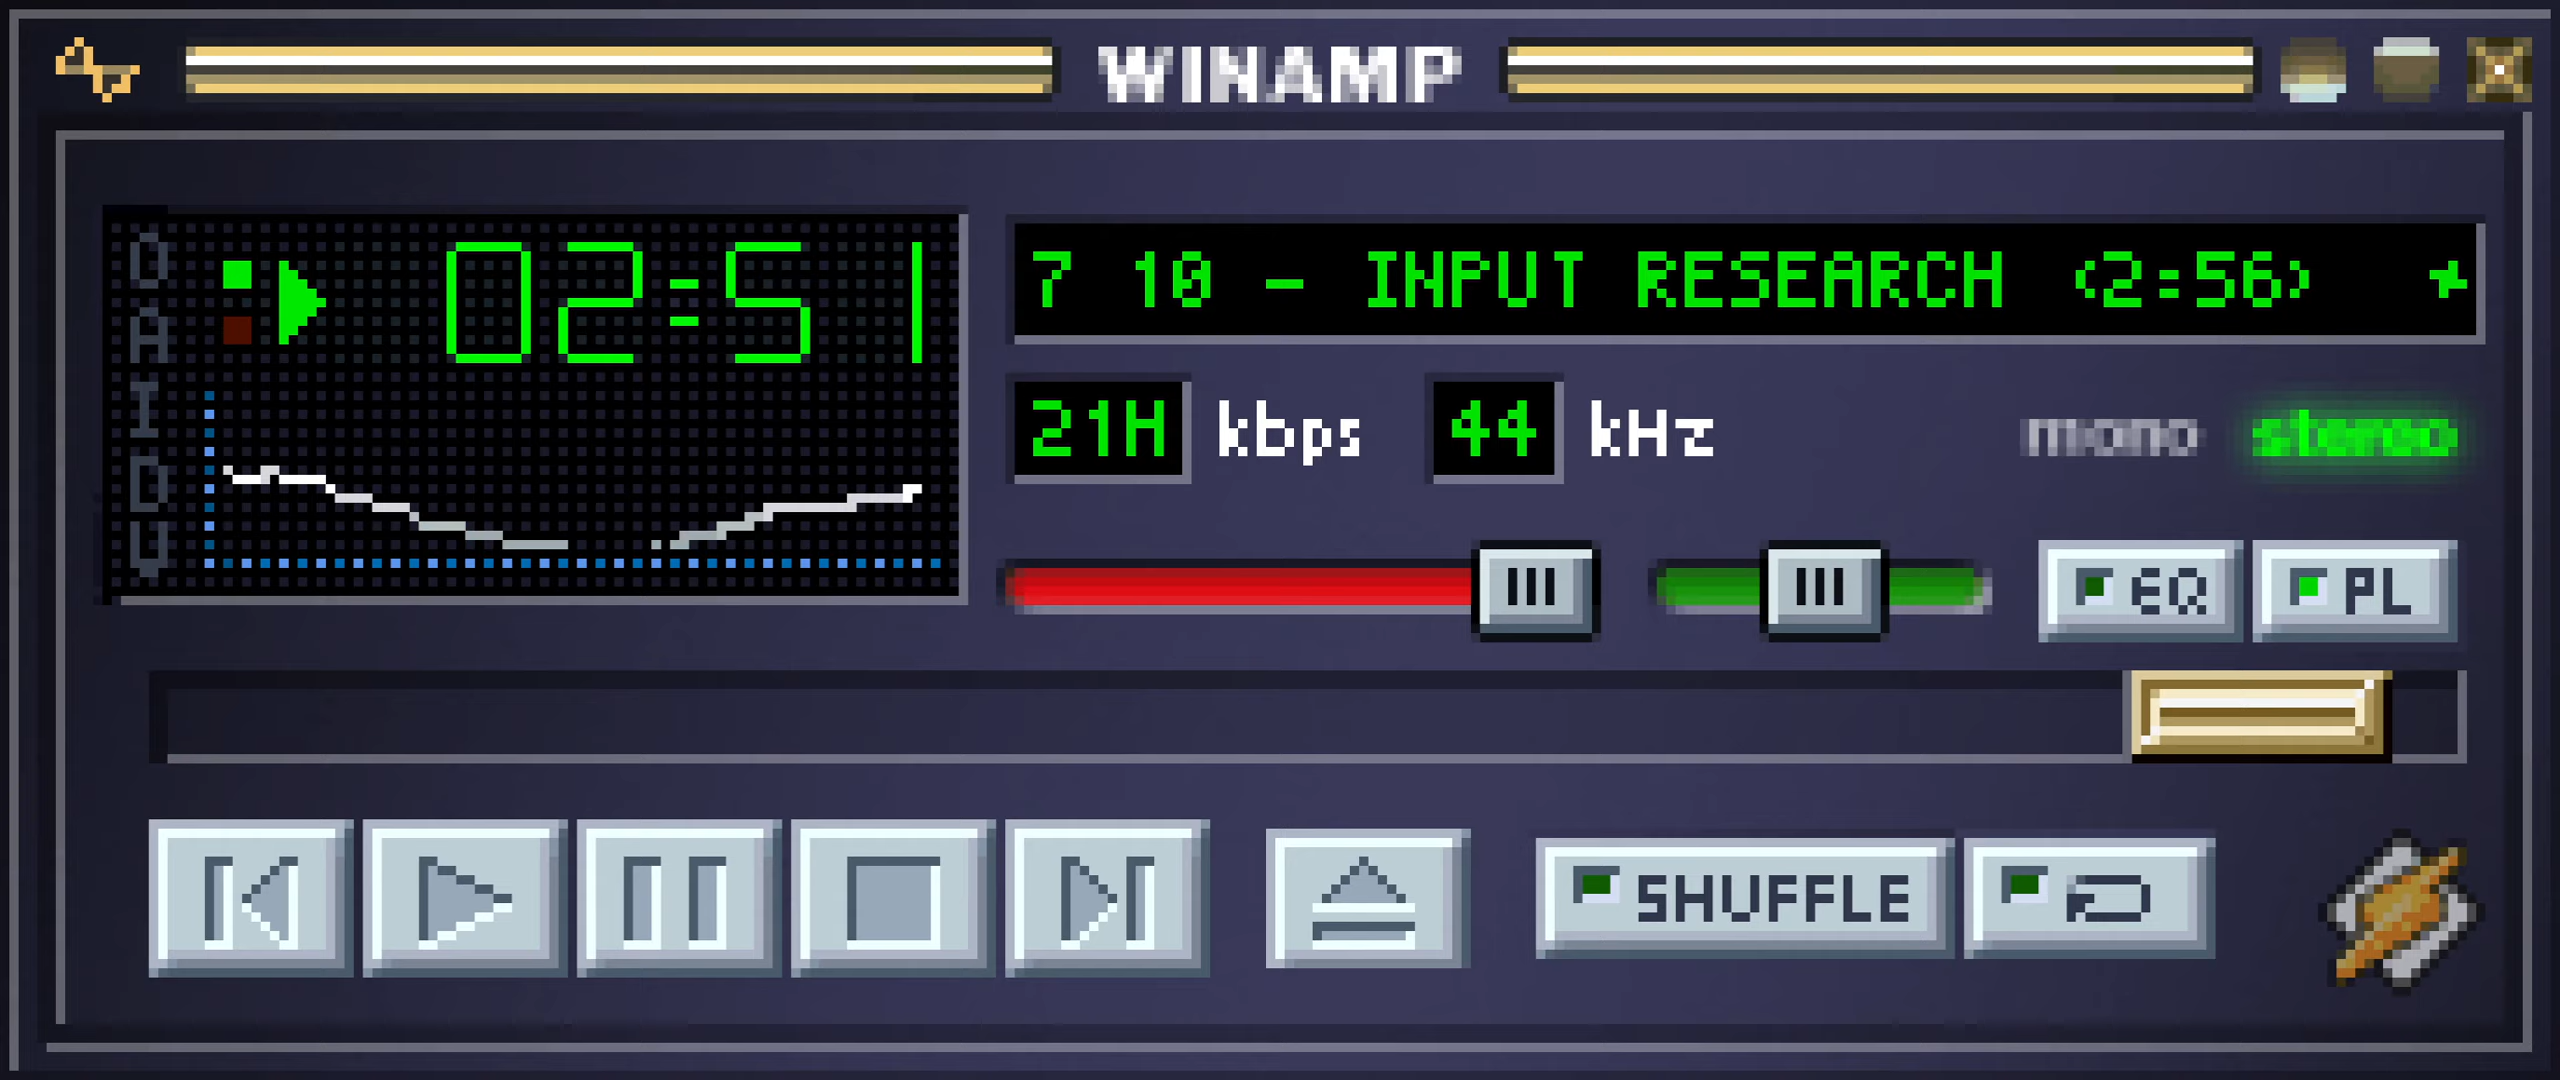 WINAMP
O
A
I
D
V
02:51
7 10 - INPUT RESEARCH (2:56)
21H kbps 44 kHz mono stereo
EQ PL
SHUFFLE